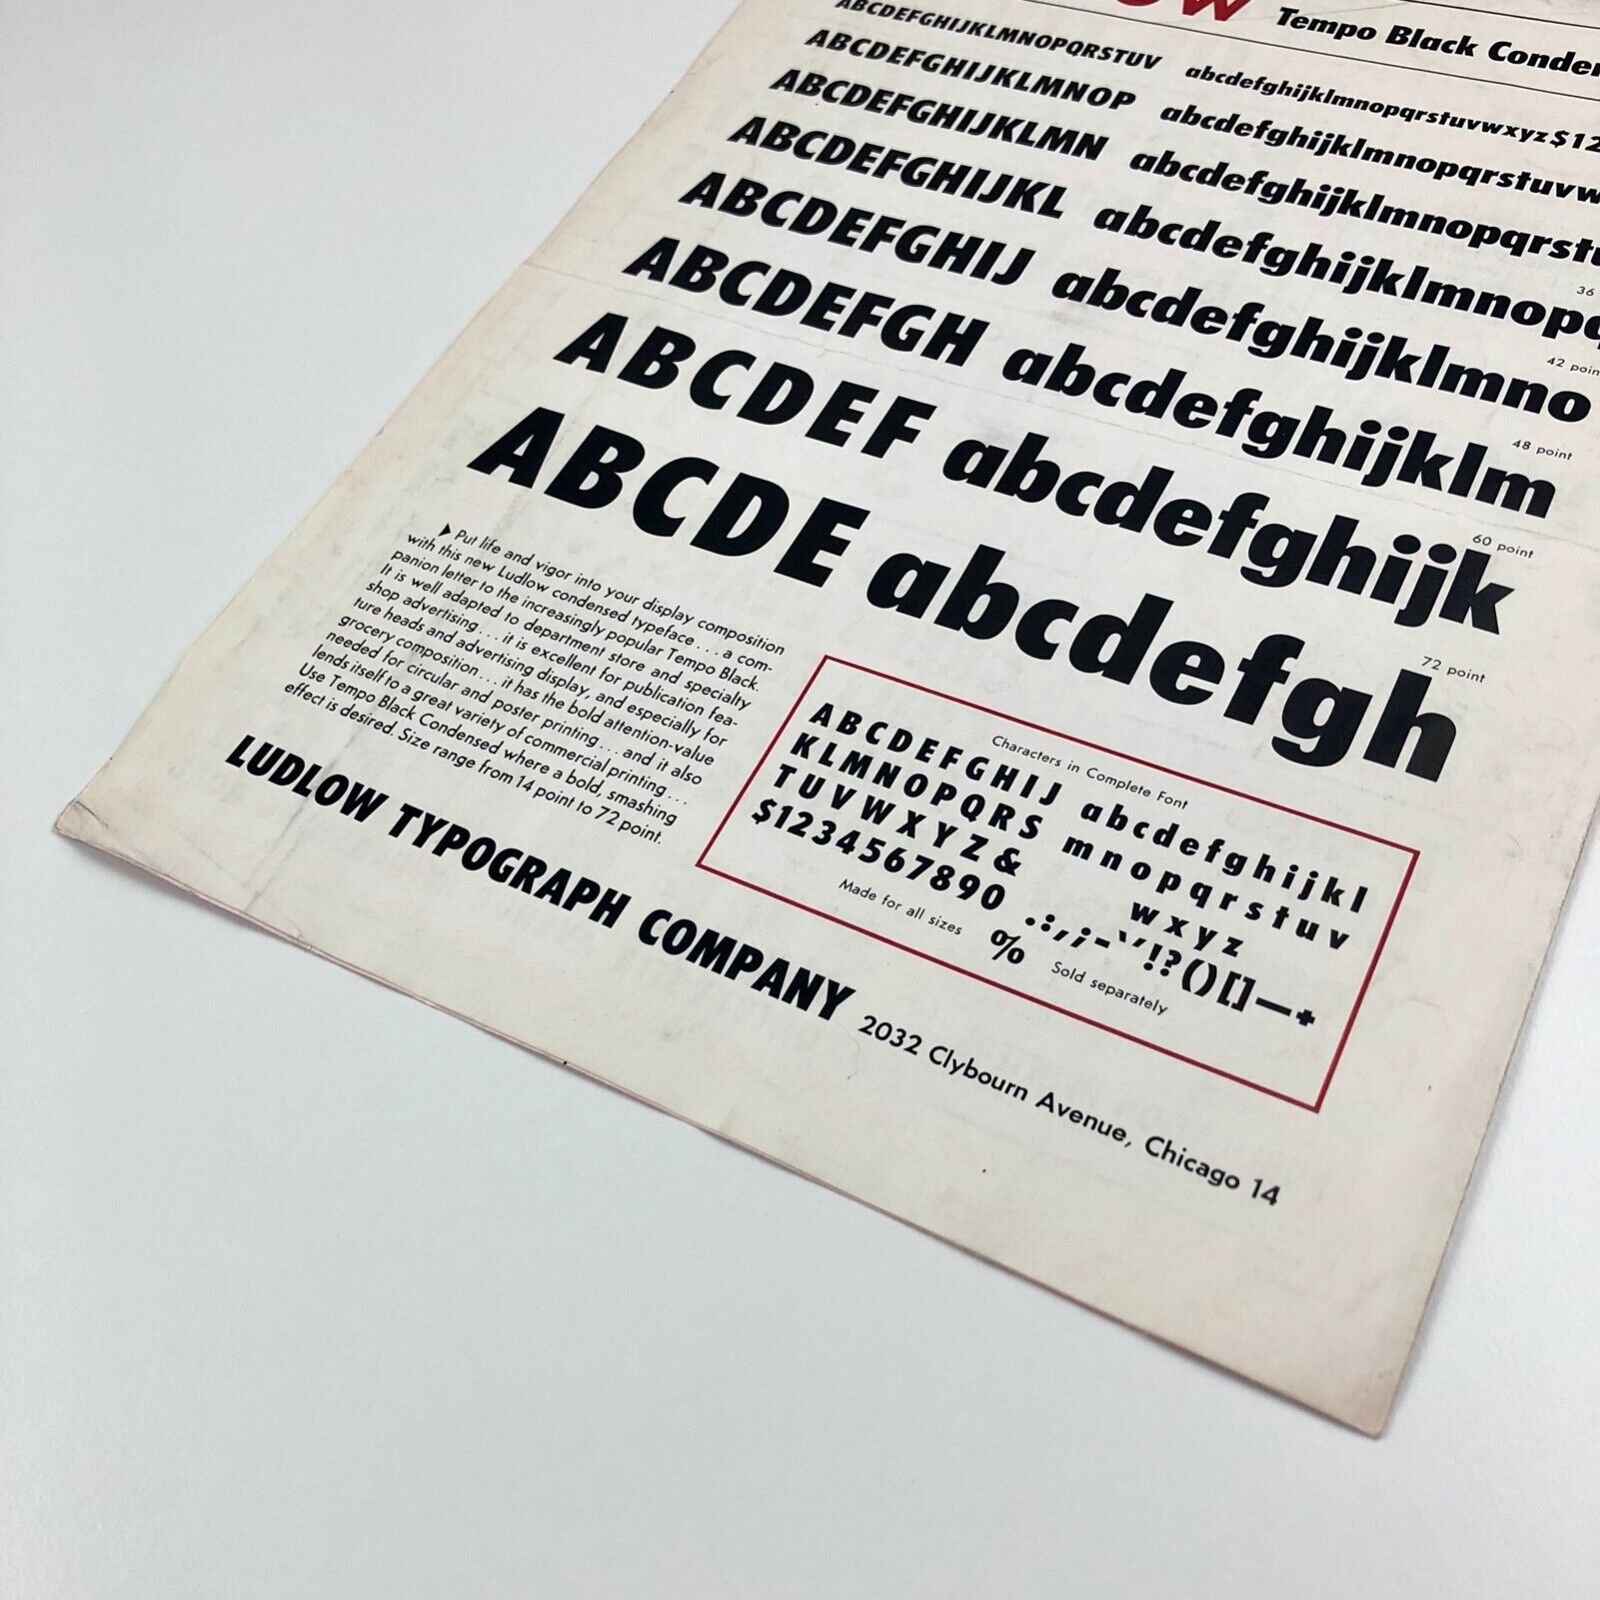 Tempo Black
ABCDEFGHIJKLMNOPQRSTUV abcdefghijklmnopqrstuvwxyz$12
ABCDEFGHIJKLMNOP abcdefghijklmnopqrstuvw
ABCDEFGHIJKLMN abcdefghijklmnopqrst
ABCDEFGHIJKL abcdefghijklmnop
36
ABCDEFGHIJ abcdefghijklmno
42
ABCDEFGH abcdefghijklm
48 point
ABCDEF abcdefghijk
60 point
ABCDE abcdefgh
72 point
▶ Put life and vigor into your display composition
with this new Ludlow condensed typeface...a com-
panion letter to the increasingly popular Tempo Black.
It is well adapted to department store and specialty
shop advertising...it is excellent for publication fea-
ture heads and advertising display, and especially for
grocery composition...it has the bold attention-value
needed for circular and poster printing...and it also
lends itself to a great variety of commercial printing...
Use Tempo Black Condensed where a bold, smashing
effect is desired. Size range from 14 point to 72 point.
Characters in Complete Font
ABCDEFGHIJ abcdefghijkl
KLMNOPQRS mnopqrstuv
TUVWXYZ& wxyz
$1234567890 .:,;-‘’!?()[]—+
Made for all sizes % Sold separately
LUDLOW TYPOGRAPH COMPANY 2032 Clybourn Avenue, Chicago 14